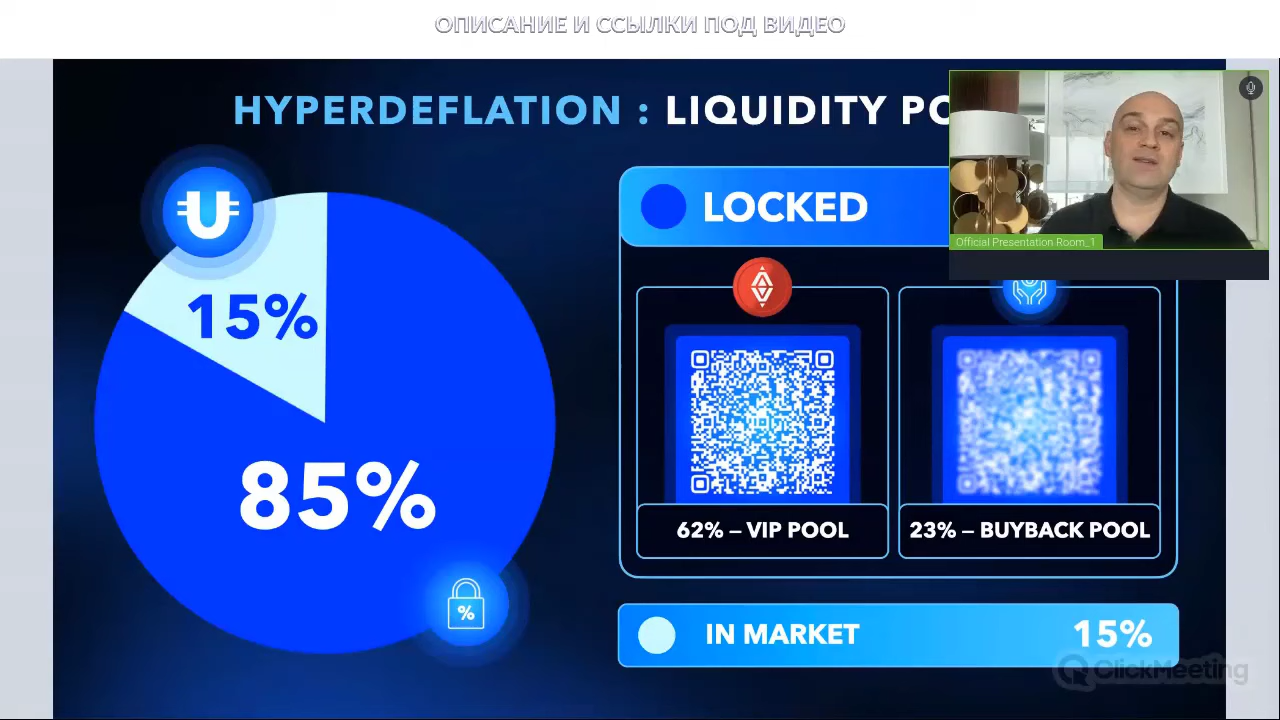 ОПИСАНИЕ И ССЫЛКИ ПОД ВИДЕО
HYPERDEFLATION : LIQUIDITY PO
LOCKED
Official Presentation Room_1
15%
85%
%
62% – VIP POOL
23% – BUYBACK POOL
IN MARKET
15%
ClickMeeting